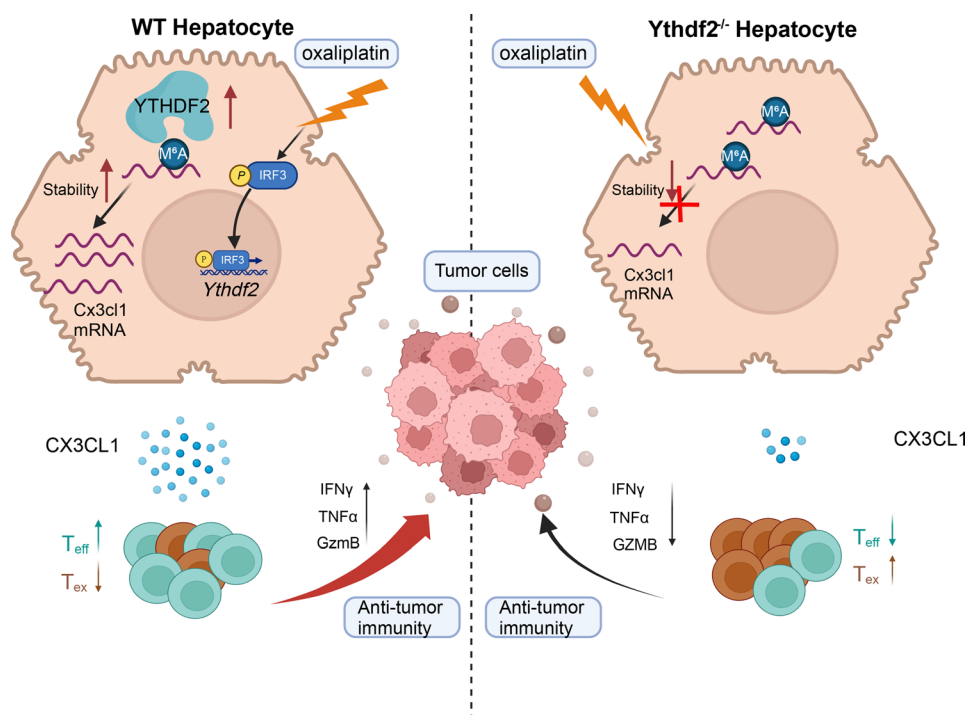 WT Hepatocyte
oxaliplatin
YTHDF2
M⁶A
Stability
P
IRF3
P
IRF3
Ythdf2
Cx3cl1
mRNA
CX3CL1
Teff
Tex
IFNγ
TNFα
GzmB
Anti-tumor
immunity
Tumor cells
Ythdf2-/- Hepatocyte
oxaliplatin
M⁶A
M⁶A
Stability
Cx3cl1
mRNA
CX3CL1
IFNγ
TNFα
GZMB
Teff
Tex
Anti-tumor
immunity